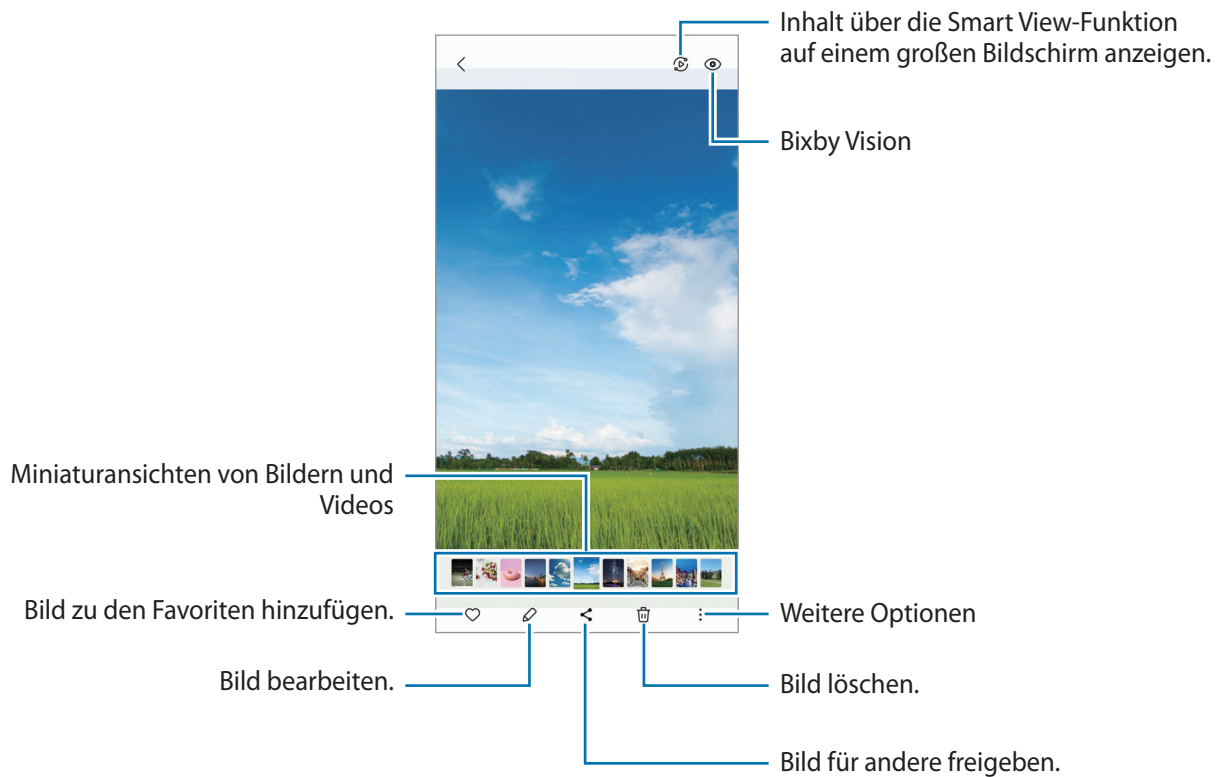 Inhalt über die Smart View-Funktion
auf einem großen Bildschirm anzeigen.
Bixby Vision
Miniaturansichten von Bildern und
Videos
Bild zu den Favoriten hinzufügen.
Weitere Optionen
Bild bearbeiten.
Bild löschen.
Bild für andere freigeben.